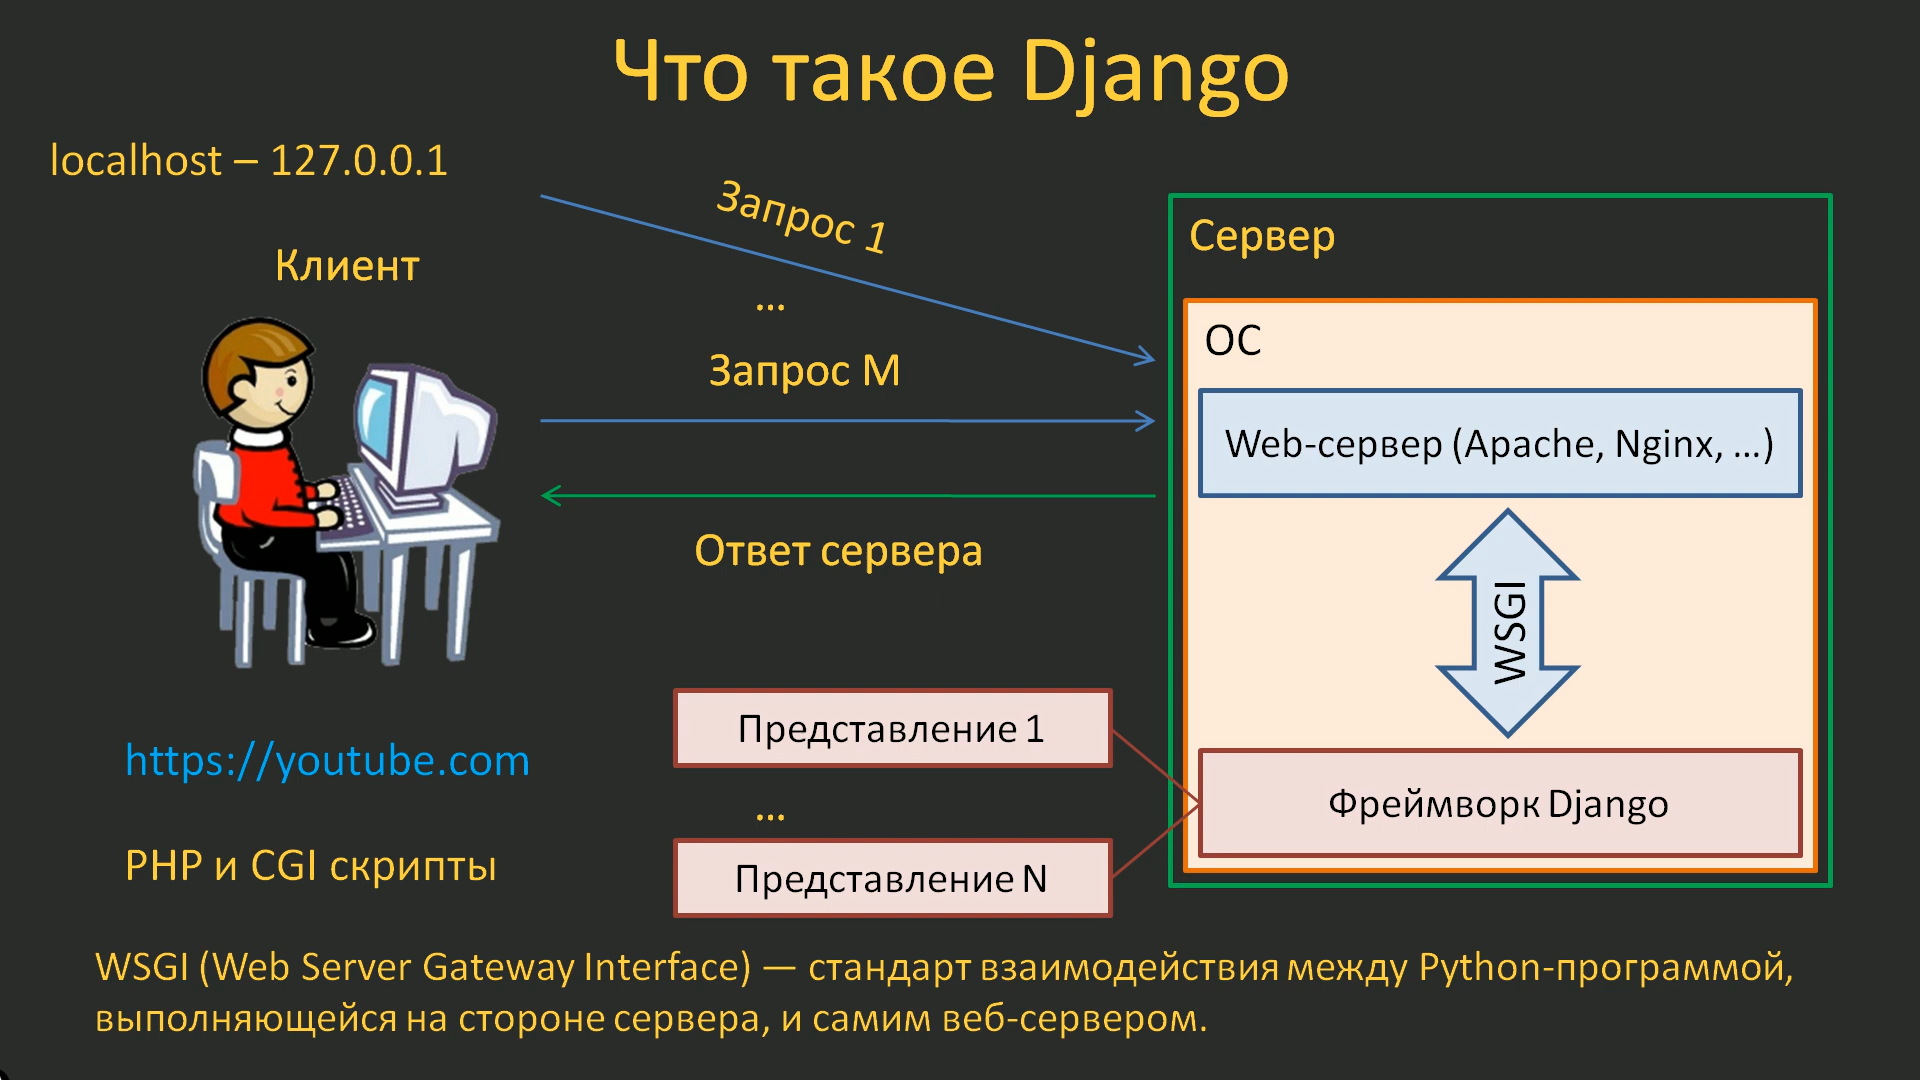 Что такое Django
localhost – 127.0.0.1
Клиент
Запрос 1
...
Запрос M
Ответ сервера
Сервер
ОС
Web-сервер (Apache, Nginx, ...)
WSGI
Фреймворк Django
Представление 1
...
Представление N
https://youtube.com
PHP и CGI скрипты
WSGI (Web Server Gateway Interface) — стандарт взаимодействия между Python-программой,
выполняющейся на стороне сервера, и самим веб-сервером.